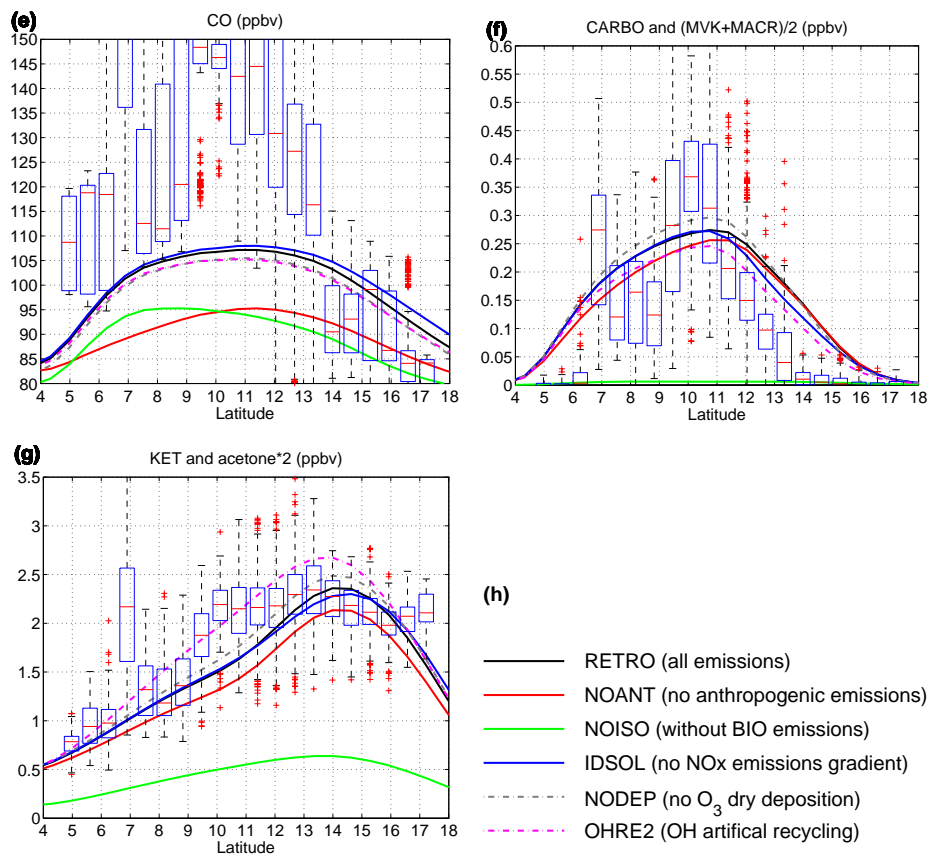 (e)
CO (ppbv)
150
145
140
135
130
125
120
115
110
105
100
95
90
85
80
4 5 6 7 8 9 10 11 12 13 14 15 16 17 18
Latitude
(f)
CARBO and (MVK+MACR)/2 (ppbv)
0.6
0.55
0.5
0.45
0.4
0.35
0.3
0.25
0.2
0.15
0.1
0.05
0
4 5 6 7 8 9 10 11 12 13 14 15 16 17 18
Latitude
(g)
KET and acetone*2 (ppbv)
3.5
3
2.5
2
1.5
1
0.5
0
4 5 6 7 8 9 10 11 12 13 14 15 16 17 18
Latitude
(h)
RETRO (all emissions)
NOANT (no anthropogenic emissions)
NOISO (without BIO emissions)
IDSOL (no NOx emissions gradient)
NODEP (no O3 dry deposition)
OHRE2 (OH artifical recycling)